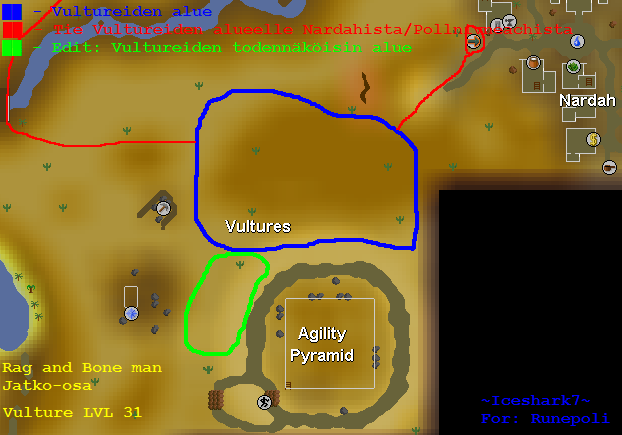 - Vultureiden alue
- Tie Vultureiden alueelle Nardahista/Pollnivneachista
- Edit: Vultureiden todennäköisin alue
Nardah
Vultures
Agility
Pyramid
Rag and Bone man
Jatko-osa
Vulture LVL 31
~Iceshark7~
For: Runepoli